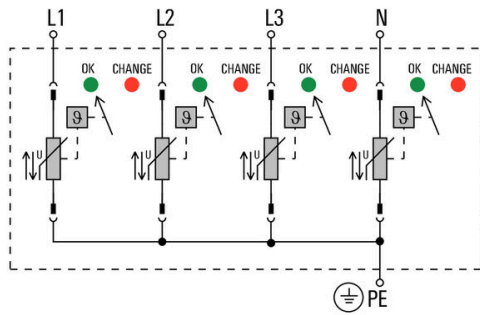 L1 L2 L3 N
OK CHANGE OK CHANGE OK CHANGE OK CHANGE
ϑ ϑ ϑ ϑ
U U U U
PE